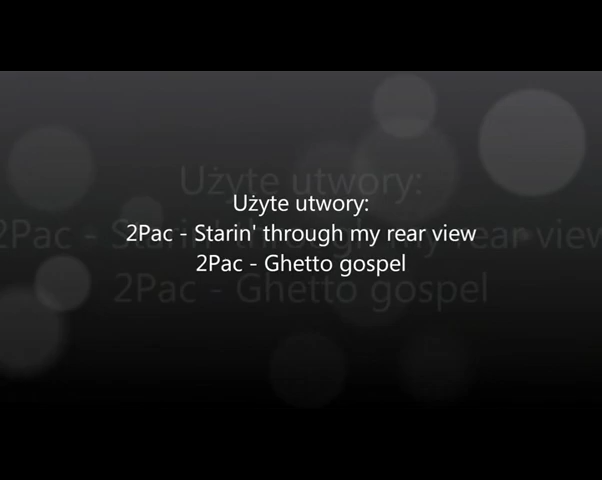 Użyte utwory:
2Pac - Starin' through my rear view
2Pac - Ghetto gospel